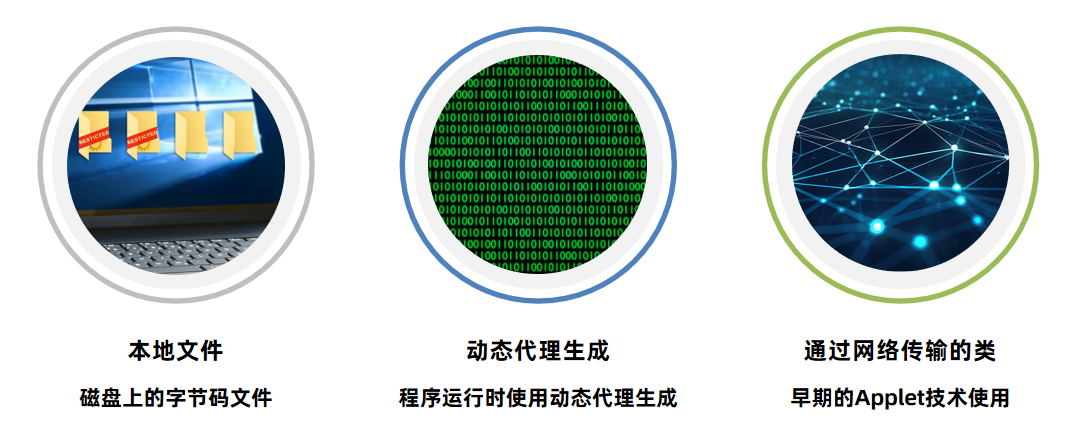 RESTICTED
RESTICTED
本地文件
动态代理生成
通过网络传输的类
磁盘上的字节码文件
程序运行时使用动态代理生成
早期的Applet技术使用